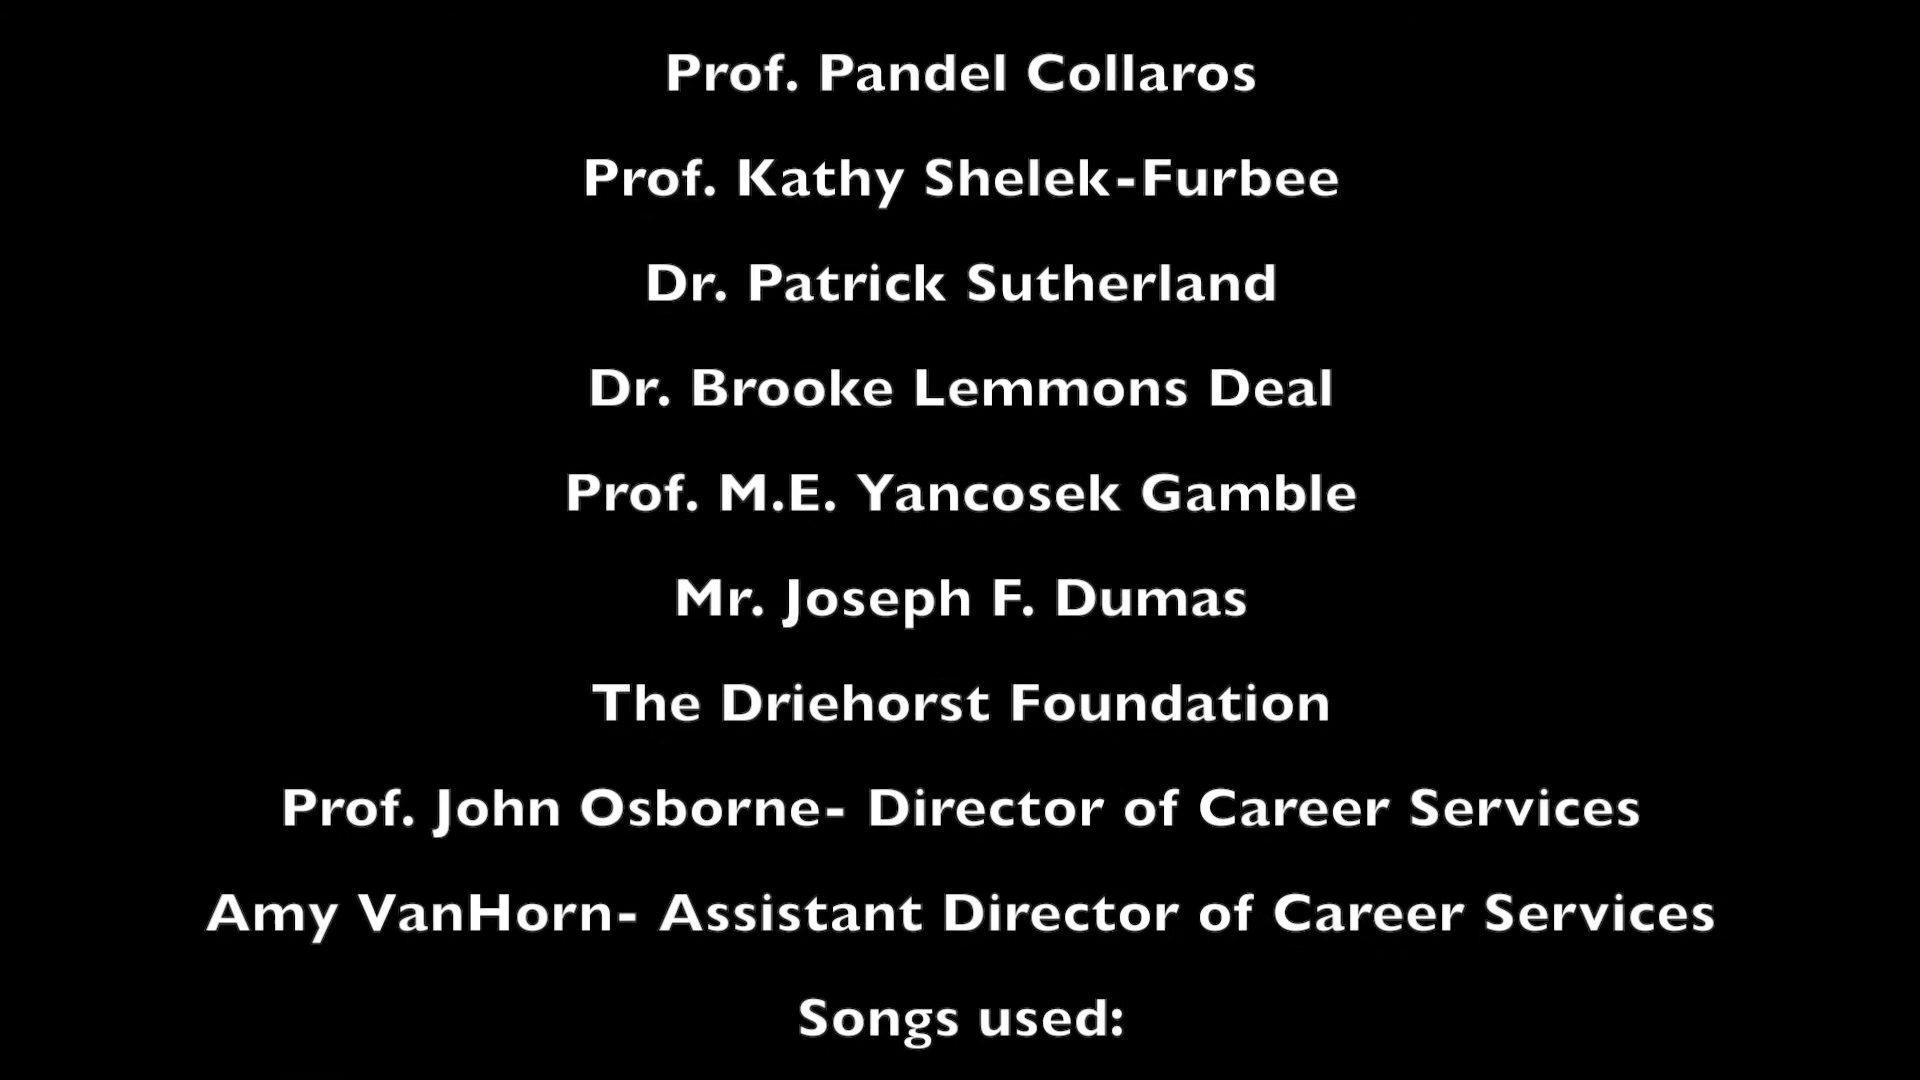 Prof. Pandel Collaros
Prof. Kathy Shelek-Furbee
Dr. Patrick Sutherland
Dr. Brooke Lemmons Deal
Prof. M.E. Yancosek Gamble
Mr. Joseph F. Dumas
The Driehorst Foundation
Prof. John Osborne- Director of Career Services
Amy VanHorn- Assistant Director of Career Services
Songs used: